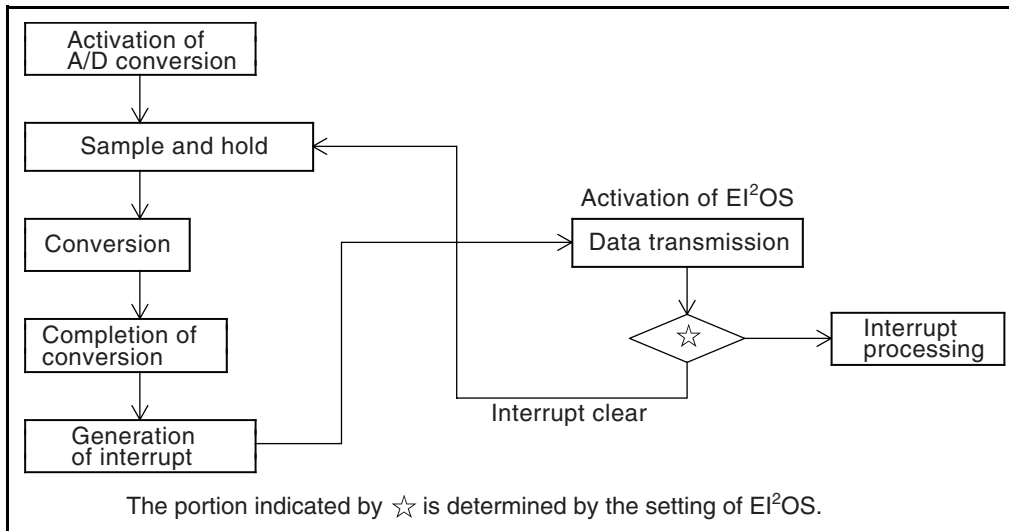 Activation of
A/D conversion
Sample and hold
Conversion
Completion of
conversion
Generation
of interrupt
Activation of EI²OS
Data transmission
☆
Interrupt
processing
Interrupt clear
The portion indicated by ☆ is determined by the setting of EI²OS.